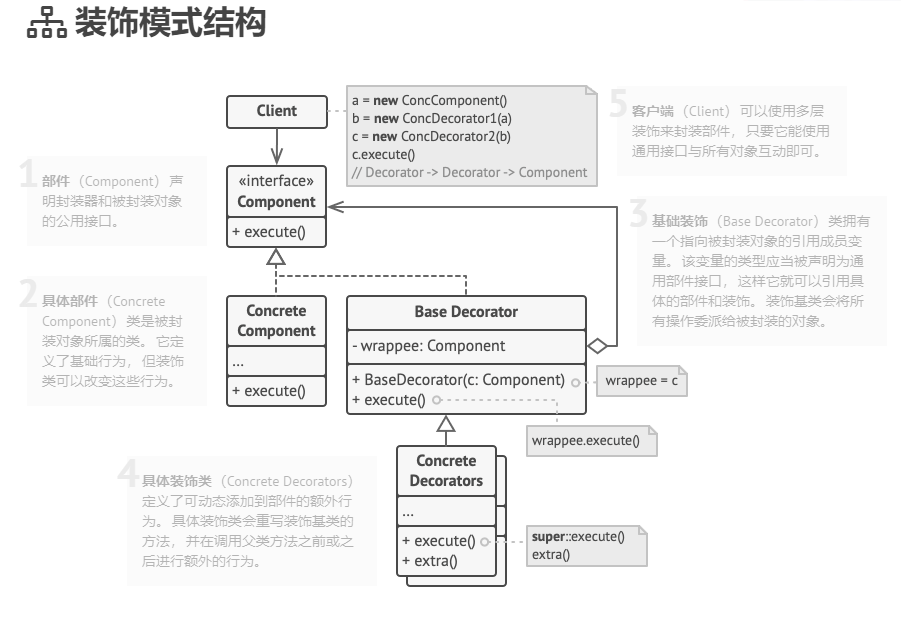 装饰模式结构
Client
a = new ConcComponent()
b = new ConcDecorator1(a)
c = new ConcDecorator2(b)
c.execute()
// Decorator -> Decorator -> Component
5
客户端 （Client） 可以使用多层
装饰来封装部件， 只要它能使用
通用接口与所有对象互动即可。
1
部件 （Component） 声
明封装器和被封装对象
的公用接口。
«interface»
Component
+ execute()
3
基础装饰 （Base Decorator） 类拥有
一个指向被封装对象的引用成员变
量。 该变量的类型应当被声明为通
用部件接口， 这样它就可以引用具
体的部件和装饰。 装饰基类会将所
有操作委派给被封装的对象。
2
具体部件 （Concrete
Component） 类是被封
装对象所属的类。 它定
义了基础行为， 但装饰
类可以改变这些行为。
Concrete
Component
...
+ execute()
Base Decorator
- wrappee: Component
+ BaseDecorator(c: Component)
+ execute()
wrappee = c
wrappee.execute()
4
具体装饰类 （Concrete Decorators）
定义了可动态添加到部件的额外行
为。 具体装饰类会重写装饰基类的
方法， 并在调用父类方法之前或之
后进行额外的行为。
Concrete
Decorators
...
+ execute()
+ extra()
super::execute()
extra()